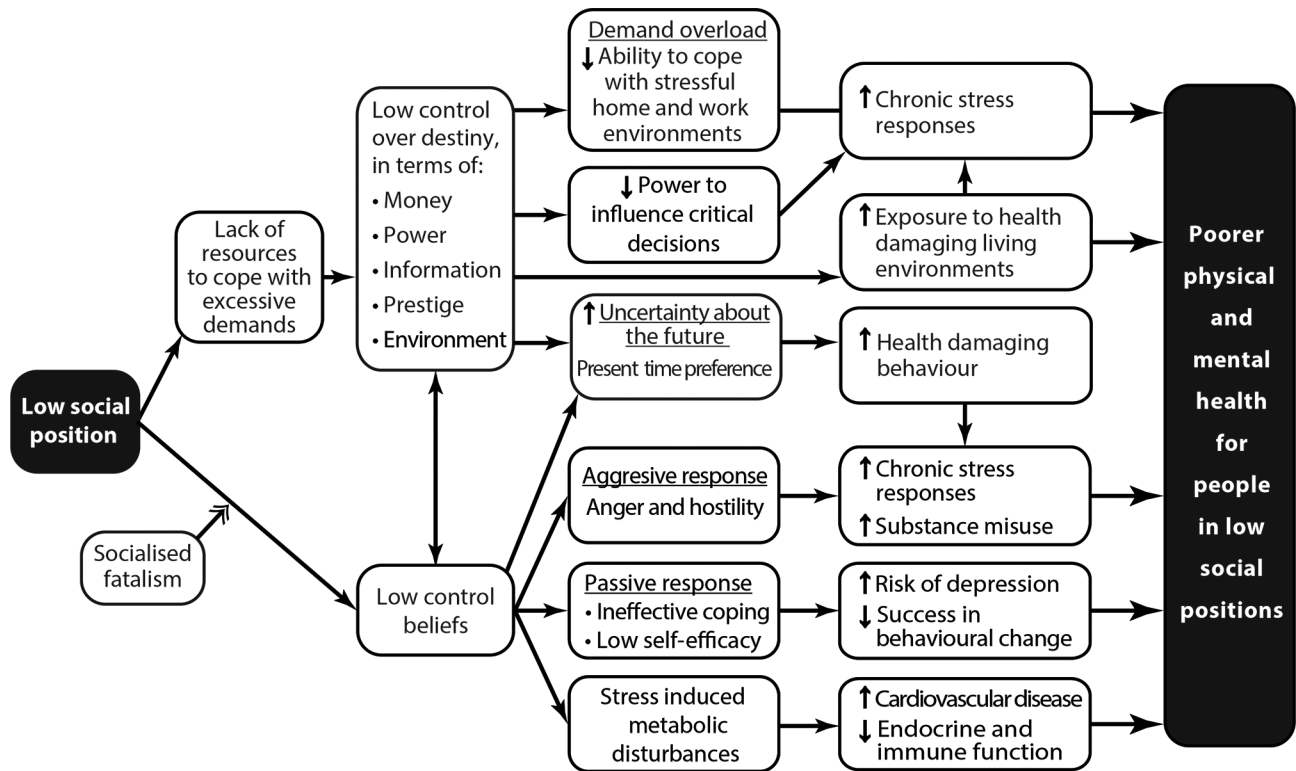 Low social
position
Socialised
fatalism
Lack of
resources
to cope with
excessive
demands
Low control
over destiny,
in terms of:
• Money
• Power
• Information
• Prestige
• Environment
Low control
beliefs
Demand overload
↓ Ability to cope
with stressful
home and work
environments
↓ Power to
influence critical
decisions
↑ Uncertainty about
the future
Present time preference
Aggresive response
Anger and hostility
Passive response
• Ineffective coping
• Low self-efficacy
Stress induced
metabolic
disturbances
↑ Chronic stress
responses
↑ Exposure to health
damaging living
environments
↑ Health damaging
behaviour
↑ Chronic stress
responses
↑ Substance misuse
↑ Risk of depression
↓ Success in
behavioural change
↑ Cardiovascular disease
↓ Endocrine and
immune function
Poorer
physical
and
mental
health
for
people
in low
social
positions